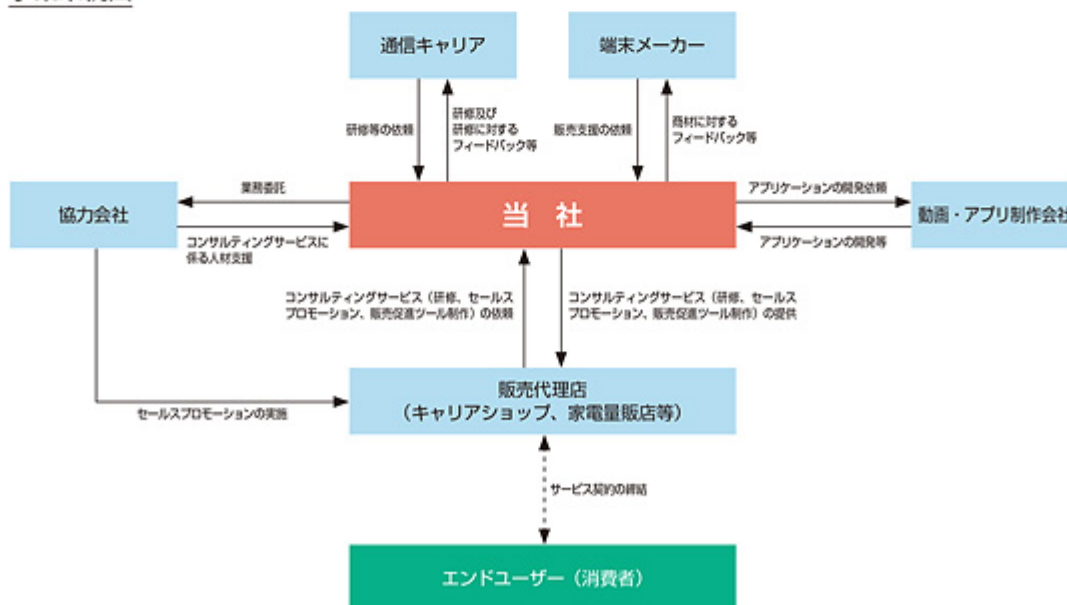 通信キャリア
端末メーカー
研修等の依頼
研修及び
研修に対する
フィードバック等
販売支援の依頼
商材に対する
フィードバック等
業務委託
アプリケーションの開発依頼
協力会社
当 社
動画・アプリ制作会社
コンサルティングサービスに
係る人材支援
アプリケーションの開発等
コンサルティングサービス（研修、セールス
プロモーション、販売促進ツール制作）の依頼
コンサルティングサービス（研修、セールス
プロモーション、販売促進ツール制作）の提供
販売代理店
（キャリアショップ、家電量販店等）
セールスプロモーションの実施
サービス契約の締結
エンドユーザー（消費者）